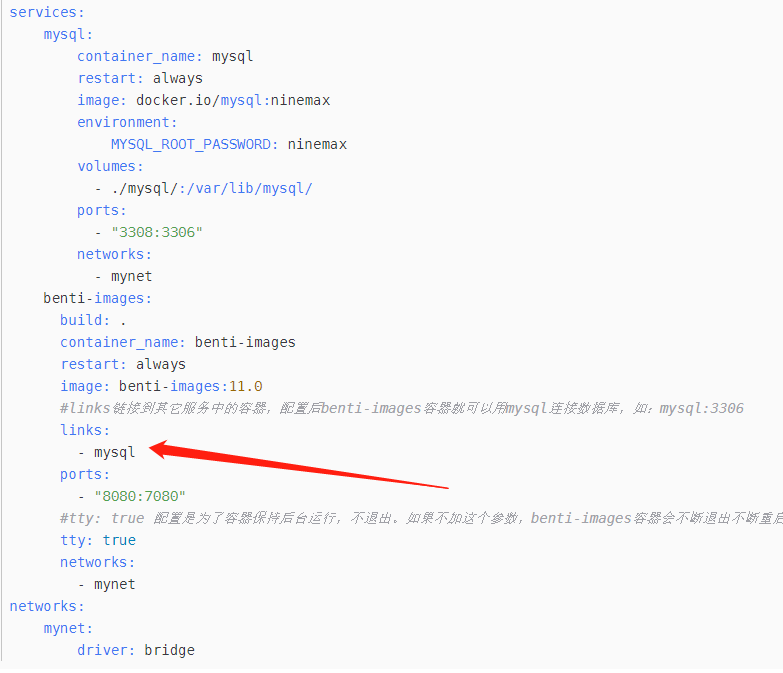 services:
mysql:
container_name: mysql
restart: always
image: docker.io/mysql:ninemax
environment:
MYSQL_ROOT_PASSWORD: ninemax
volumes:
- ./mysql/:/var/lib/mysql/
ports:
- "3308:3306"
networks:
- mynet
benti-images:
build: .
container_name: benti-images
restart: always
image: benti-images:11.0
#links链接到其它服务中的容器，配置后benti-images容器就可以用mysql连接数据库，如：mysql:3306
links:
- mysql
ports:
- "8080:7080"
#tty: true 配置是为了容器保持后台运行，不退出。如果不加这个参数，benti-images容器会不断退出不断重启
tty: true
networks:
- mynet
networks:
mynet:
driver: bridge